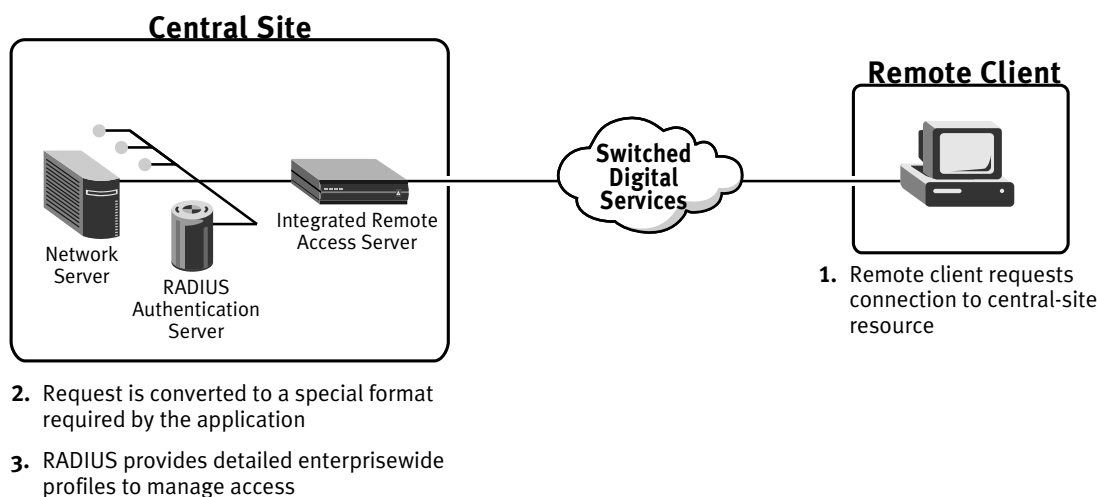 Central Site
Remote Client
Switched
Digital
Services
Integrated Remote
Access Server
Network
Server
RADIUS
Authentication
Server
1. Remote client requests
connection to central-site
resource
2. Request is converted to a special format
required by the application
3. RADIUS provides detailed enterprisewide
profiles to manage access